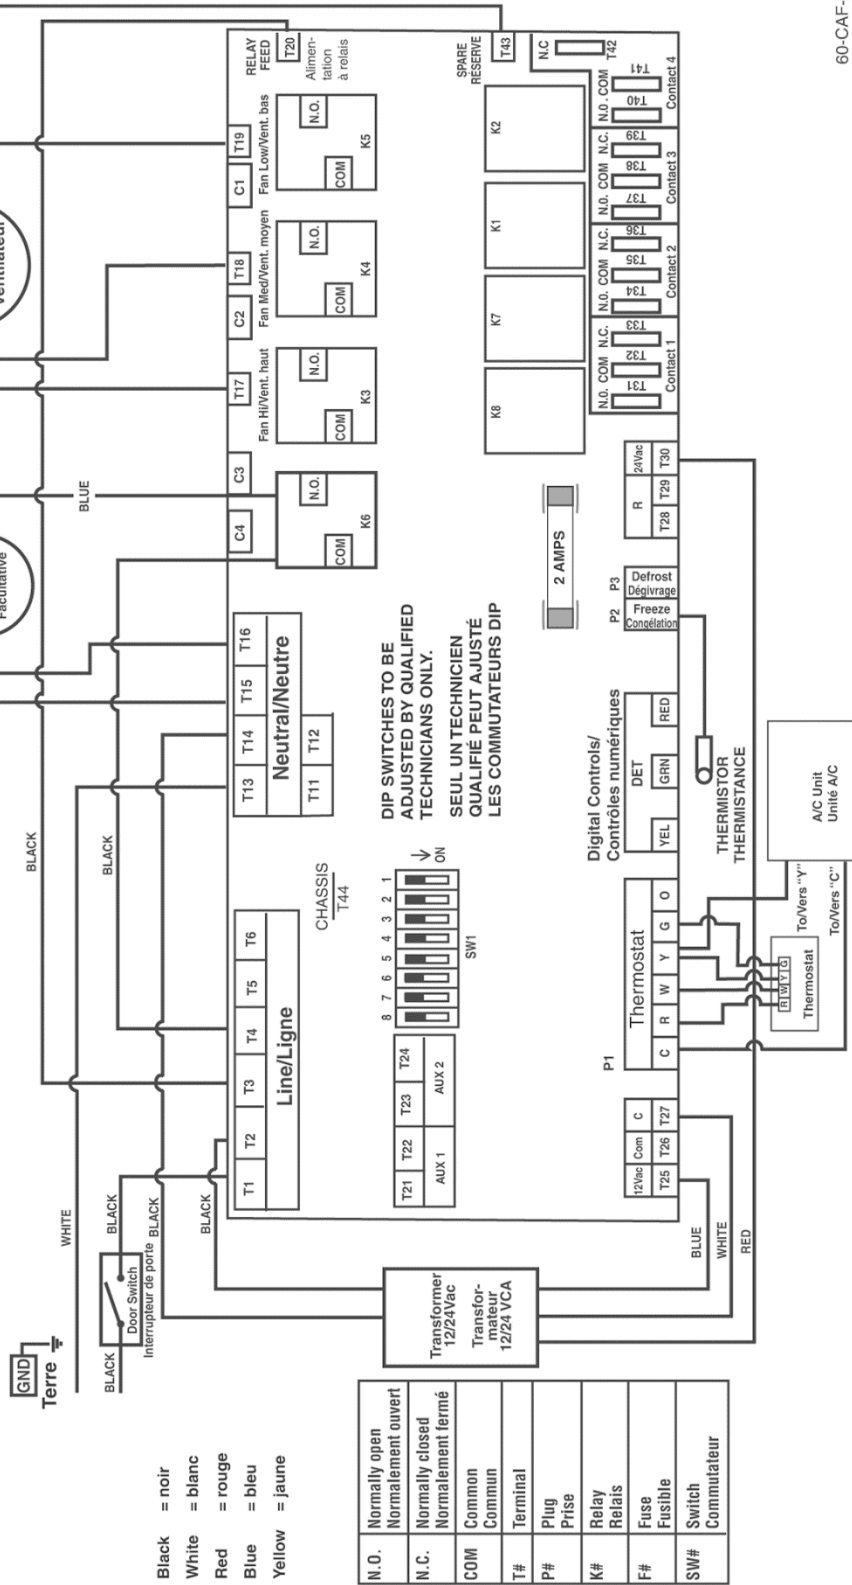 60-CAF-
RELAY
FEED
T20
Alimen-
tation
à relais
SPARE
RÉSERVE
T43
N.C
T42
T19
C1
Fan Low/Vent. bas
N.O.
COM
K5
T18
C2
Fan Med/Vent. moyen
N.O.
COM
K4
T17
Fan Hi/Vent. haut
N.O.
COM
K3
C3
C4
BLUE
N.O.
COM
K6
K2
K1
K7
K8
N.O. COM
T40
T41
Contact 4
N.O. COM N.C.
T37
T38
T39
Contact 3
N.O. COM N.C.
T34
T35
T36
Contact 2
N.O. COM N.C.
T31
T32
T33
Contact 1
24Vac
R
T28
T29
T30
2 AMPS
P3
Defrost
Dégivrage
P2
Freeze
Congélation
Ventilateur
Facultative
T16
T15
T14
T13
Neutral/Neutre
T12
T11
DIP SWITCHES TO BE
ADJUSTED BY QUALIFIED
TECHNICIANS ONLY.
SEUL UN TECHNICIEN
QUALIFIÉ PEUT AJUSTÉ
LES COMMUTATEURS DIP
Digital Controls/
Contrôles numériques
DET
YEL
GRN
RED
THERMISTOR
THERMISTANCE
A/C Unit
Unité A/C
To/Vers "Y"
To/Vers "C"
BLACK
BLACK
CHASSIS
T44
1
2
3
4
5
6
7
8
ON
SW1
T6
T5
T4
T3
T2
T1
Line/Ligne
T24
T23
T22
T21
AUX 2
AUX 1
P1
Thermostat
C
R
W
Y
G
O
R W Y G
Thermostat
12Vac
Com
C
T25
T26
T27
WHITE
BLACK
BLACK
BLACK
BLUE
WHITE
RED
Door Switch
Interrupteur de porte
BLACK
GND
Terre
Transformer
12/24Vac
Transfor-
mateur
12/24 VCA
Black = noir
White = blanc
Red = rouge
Blue = bleu
Yellow = jaune
N.O. Normally open
Normalement ouvert
N.C. Normally closed
Normalement fermé
COM Common
Commun
T# Terminal
P# Plug
Prise
K# Relay
Relais
F# Fuse
Fusible
SW# Switch
Commutateur